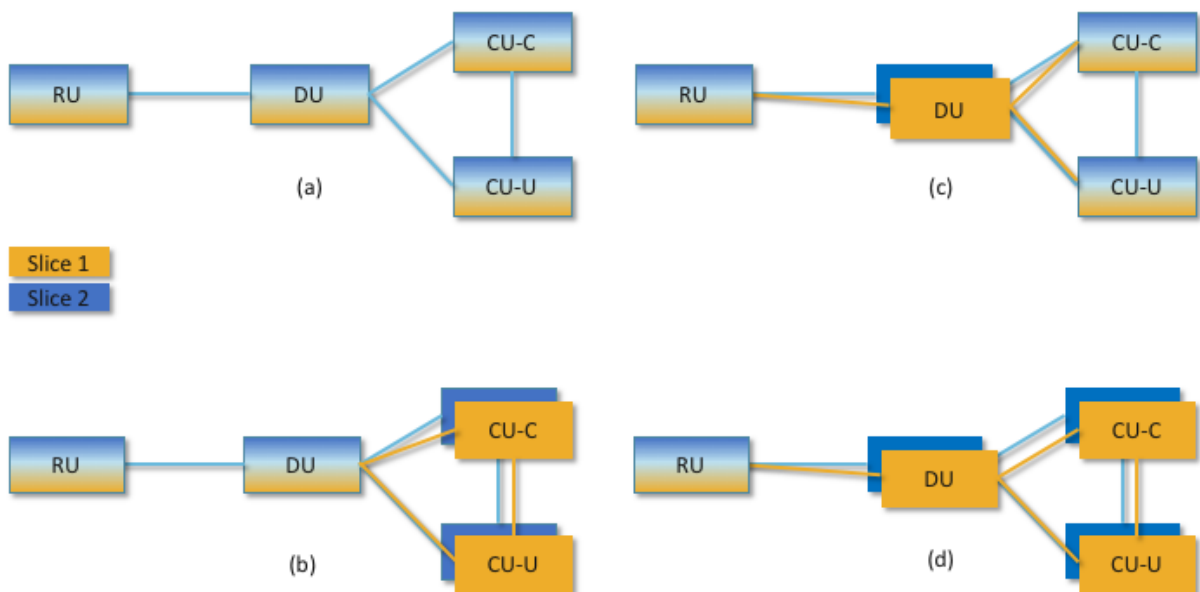 CU-C
RU
DU
CU-U
(a)
CU-C
RU
DU
CU-U
(c)
Slice 1
Slice 2
CU-C
RU
DU
CU-U
(b)
CU-C
RU
DU
CU-U
(d)